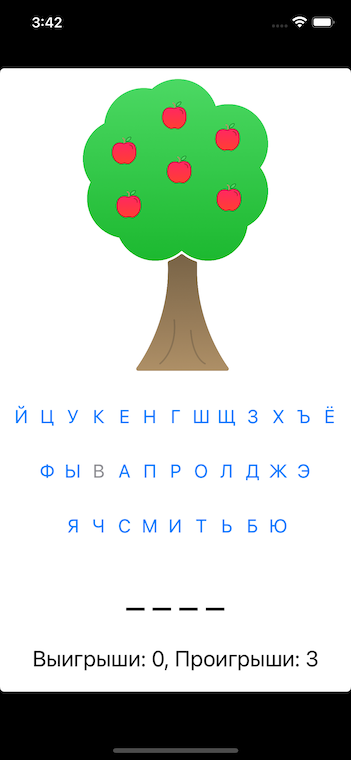 3:42
Й Ц У К Е Н Г Ш Щ З Х Ъ Ё
Ф Ы В А П Р О Л Д Ж Э
Я Ч С М И Т Ь Б Ю
_ _ _ _
Выигрыши: 0, Проигрыши: 3